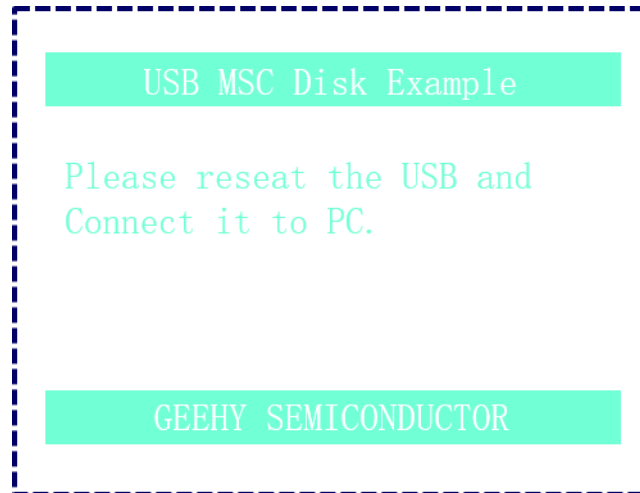 USB MSC Disk Example
Please reseat the USB and
Connect it to PC.
GEEHY SEMICONDUCTOR